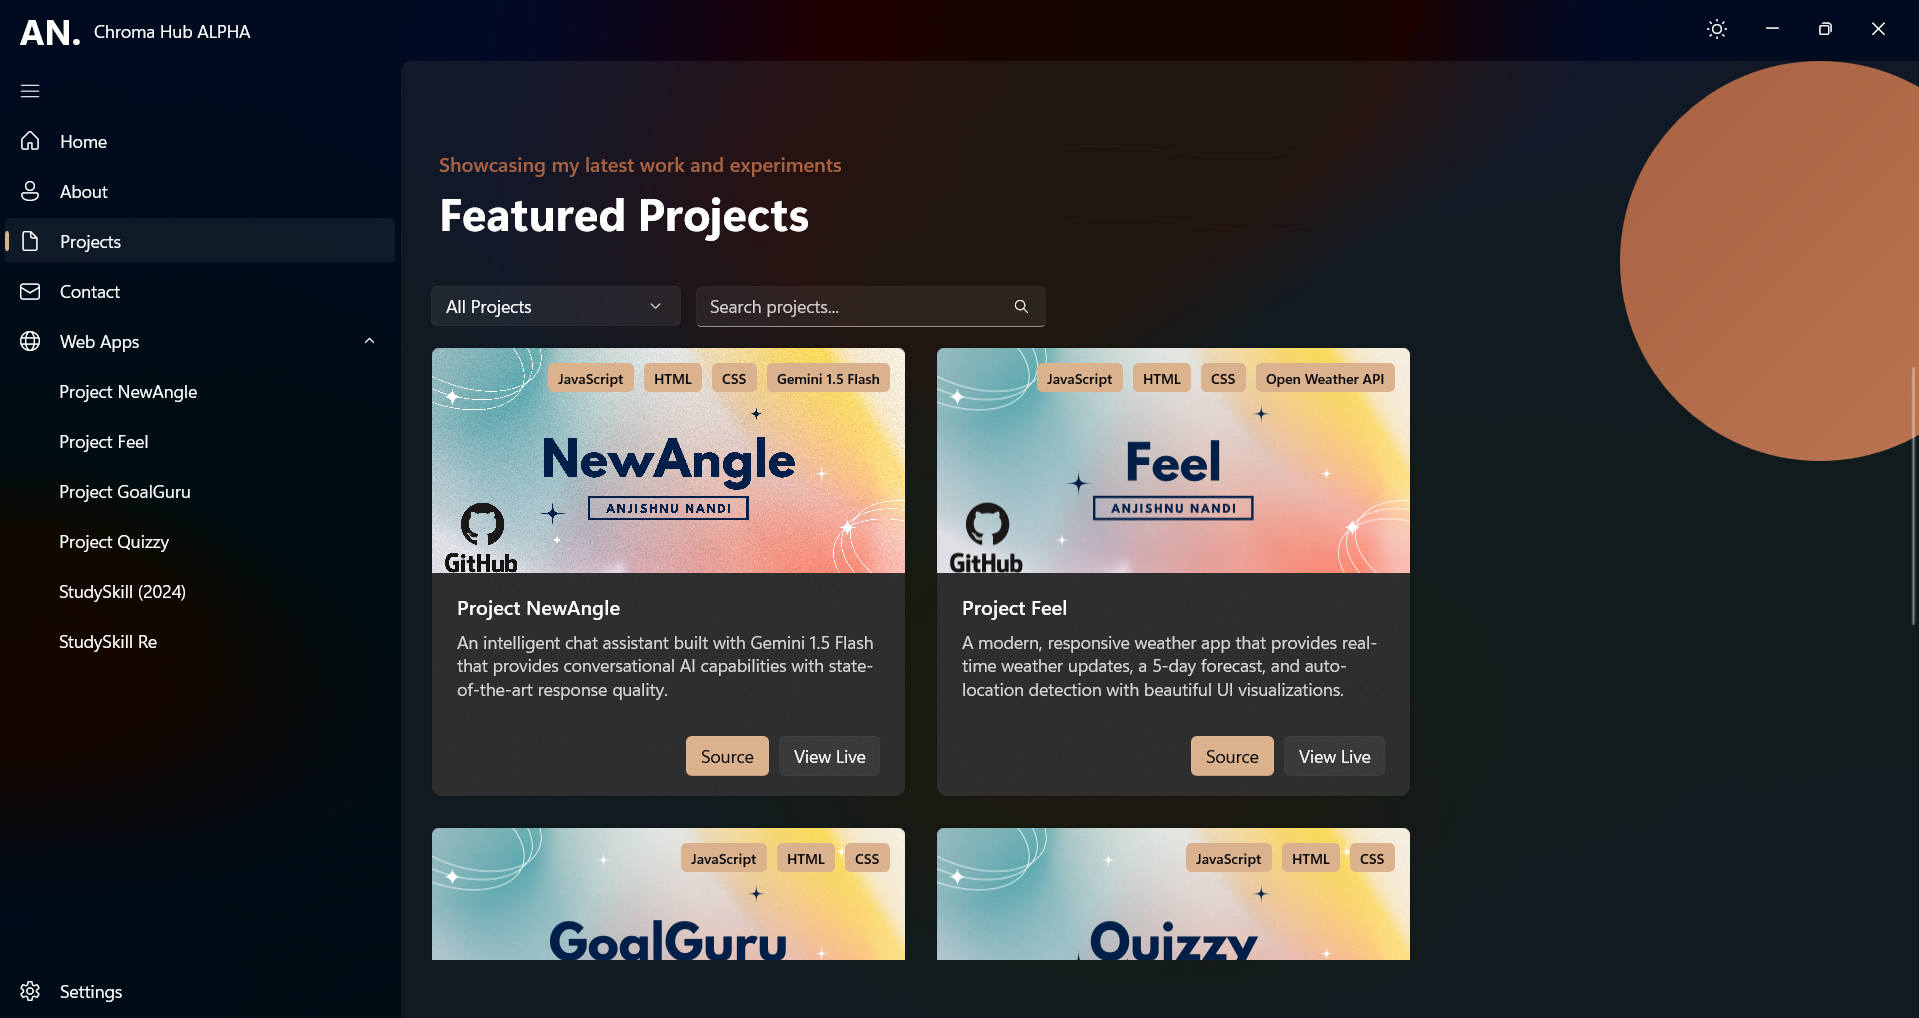 AN. Chroma Hub ALPHA
Home
About
Projects
Contact
Web Apps
Project NewAngle
Project Feel
Project GoalGuru
Project Quizzy
StudySkill (2024)
StudySkill Re
Settings
Showcasing my latest work and experiments
Featured Projects
All Projects
Search projects...
JavaScript HTML CSS Gemini 1.5 Flash
NewAngle
ANJISHNU NANDI
GitHub
Project NewAngle
An intelligent chat assistant built with Gemini 1.5 Flash
that provides conversational AI capabilities with state-
of-the-art response quality.
Source View Live
JavaScript HTML CSS Open Weather API
Feel
ANJISHNU NANDI
GitHub
Project Feel
A modern, responsive weather app that provides real-
time weather updates, a 5-day forecast, and auto-
location detection with beautiful UI visualizations.
Source View Live
JavaScript HTML CSS
GoalGuru
JavaScript HTML CSS
Quizzy